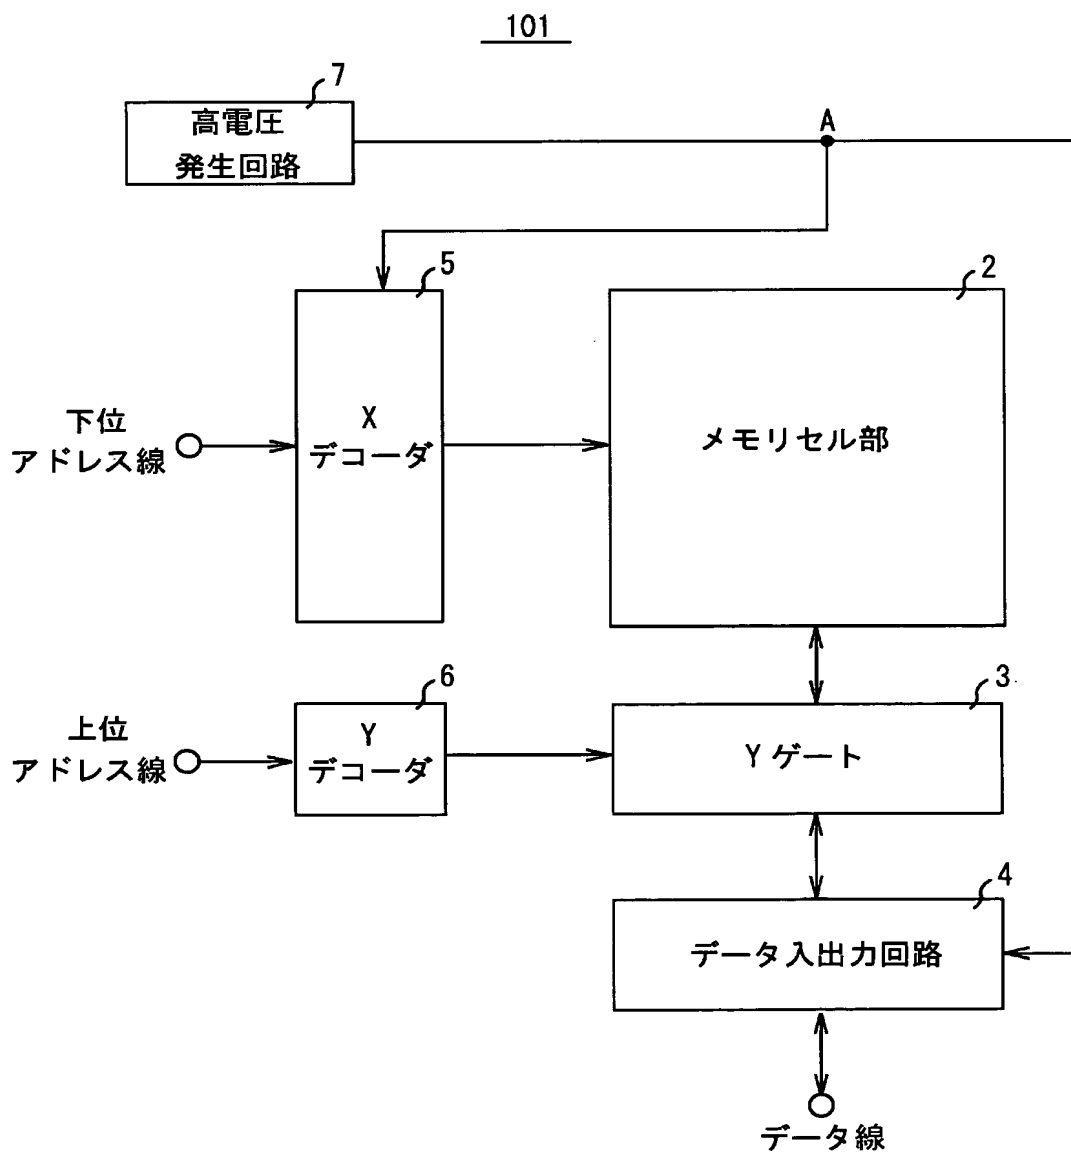 101
7
高電圧
発生回路
A
5
2
下位
アドレス線
X
デコーダ
メモリセル部
6
3
上位
アドレス線
Y
デコーダ
Yゲート
4
データ入出力回路
データ線